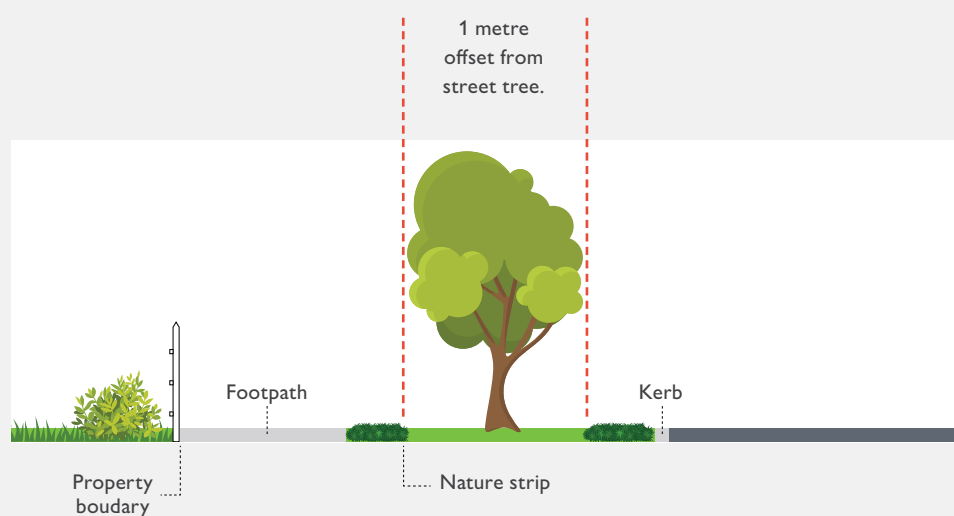 1 metre
offset from
street tree.
Footpath
Kerb
Property
boudary
Nature strip